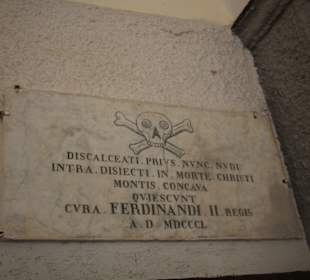 DISCALCEATI . PRIVS . NVNC . NVDI
INTRA . DISIECTI . IN . MORTE . CHRISTI
MONTIS . CONCAVA
QVIESCVNT
CVRA . FERDINANDI . II . REGIS
A . D . MDCCCL